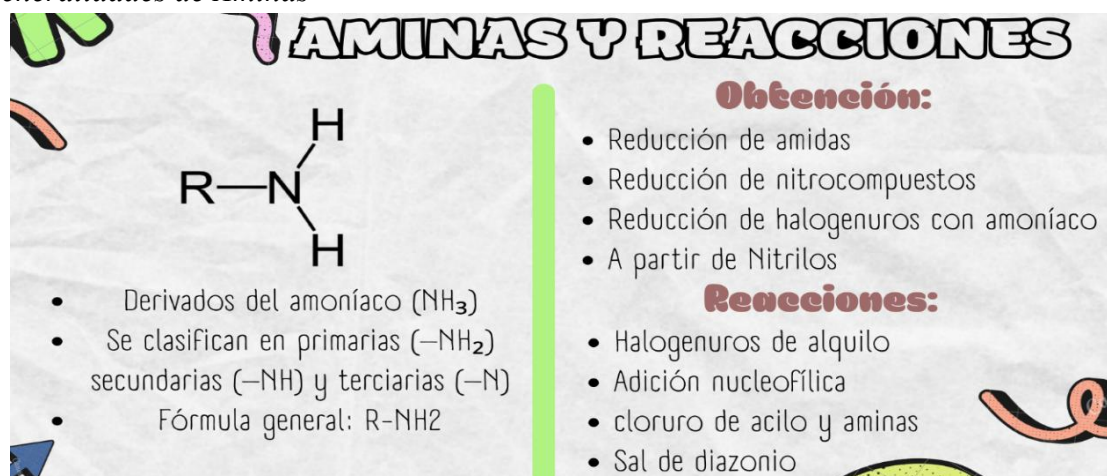 AMINAS Y REACCIONES
H
R—N
H
• Derivados del amoníaco (NH₃)
• Se clasifican en primarias (—NH₂)
secundarias (—NH) y terciarias (—N)
• Fórmula general: R-NH2
Obtención:
• Reducción de amidas
• Reducción de nitrocompuestos
• Reducción de halogenuros con amoníaco
• A partir de Nitrilos
Reacciones:
• Halogenuros de alquilo
• Adición nucleofílica
• cloruro de acilo y aminas
• Sal de diazonio